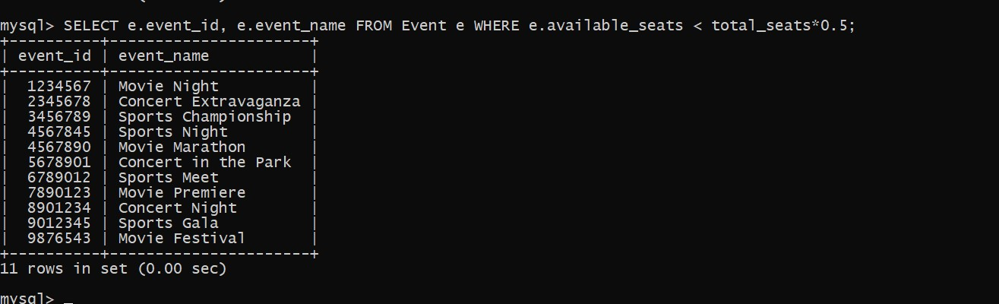 mysql> SELECT e.event_id, e.event_name FROM Event e WHERE e.available_seats < total_seats*0.5;
+----------+----------------------+
| event_id | event_name           |
+----------+----------------------+
|  1234567 | Movie Night          |
|  2345678 | Concert Extravaganza |
|  3456789 | Sports Championship  |
|  4567845 | Sports Night         |
|  4567890 | Movie Marathon       |
|  5678901 | Concert in the Park  |
|  6789012 | Sports Meet          |
|  7890123 | Movie Premiere       |
|  8901234 | Concert Night        |
|  9012345 | Sports Gala          |
|  9876543 | Movie Festival       |
+----------+----------------------+
11 rows in set (0.00 sec)
mysql> _